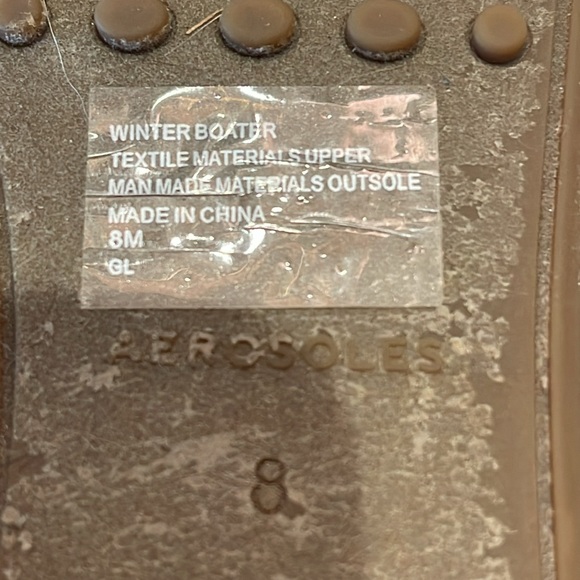 WINTER BOATER
TEXTILE MATERIALS UPPER
MAN MADE MATERIALS OUTSOLE
MADE IN CHINA
8M
GL
AEROSOLES
8